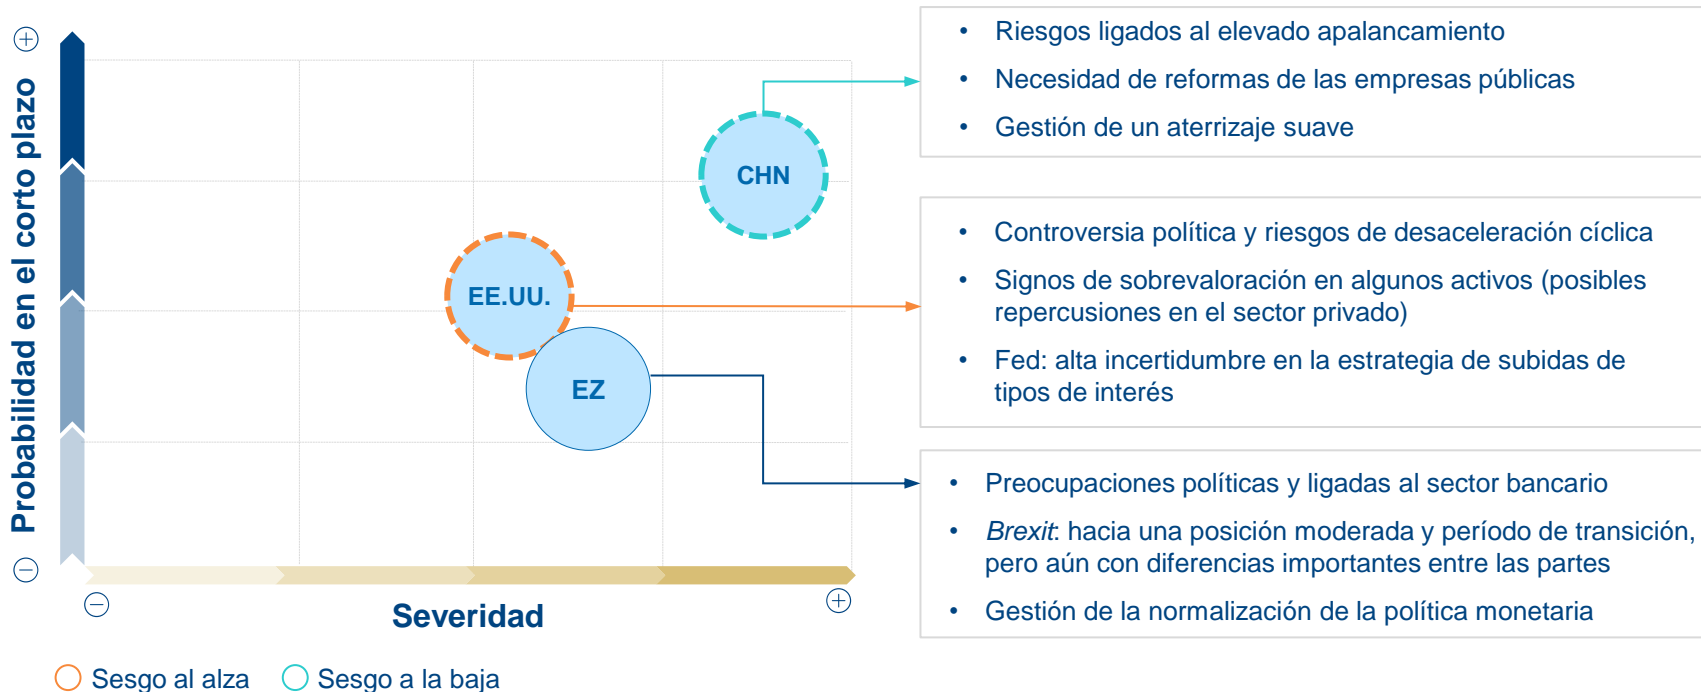 Probabilidad en el corto plazo
CHN
EE.UU.
EZ
Severidad
Sesgo al alza
Sesgo a la baja
• Riesgos ligados al elevado apalancamiento
• Necesidad de reformas de las empresas públicas
• Gestión de un aterrizaje suave
• Controversia política y riesgos de desaceleración cíclica
• Signos de sobrevaloración en algunos activos (posibles
repercusiones en el sector privado)
• Fed: alta incertidumbre en la estrategia de subidas de
tipos de interés
• Preocupaciones políticas y ligadas al sector bancario
• Brexit: hacia una posición moderada y período de transición,
pero aún con diferencias importantes entre las partes
• Gestión de la normalización de la política monetaria